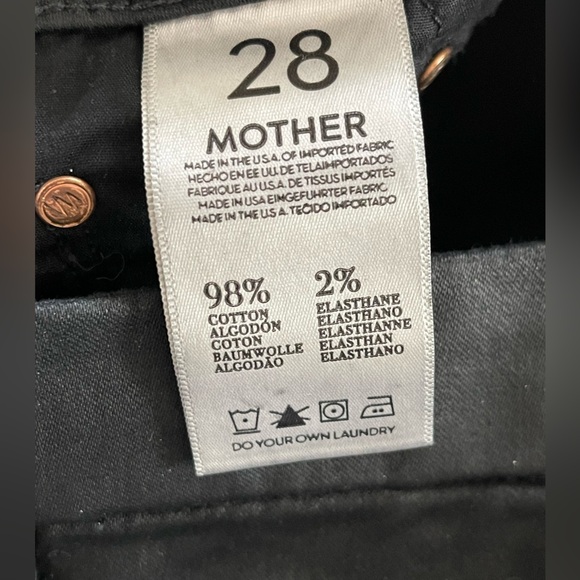 28
MOTHER
MADE IN THE U.S.A. OF IMPORTED FABRIC
HECHO EN EE UU. DE TELA IMPORTADOS
FABRIQUE AU U.S.A. DE TISSUS IMPORTÉS
MADE IN USA EINGEFUHRTER FABRIC
MADE IN THE U.S.A. TECIDO IMPORTADO
98%
COTTON
ALGODÓN
COTON
BAUMWOLLE
ALGODÃO
2%
ELASTHANE
ELASTHANO
ELASTHANNE
ELASTHAN
ELASTHANO
DO YOUR OWN LAUNDRY